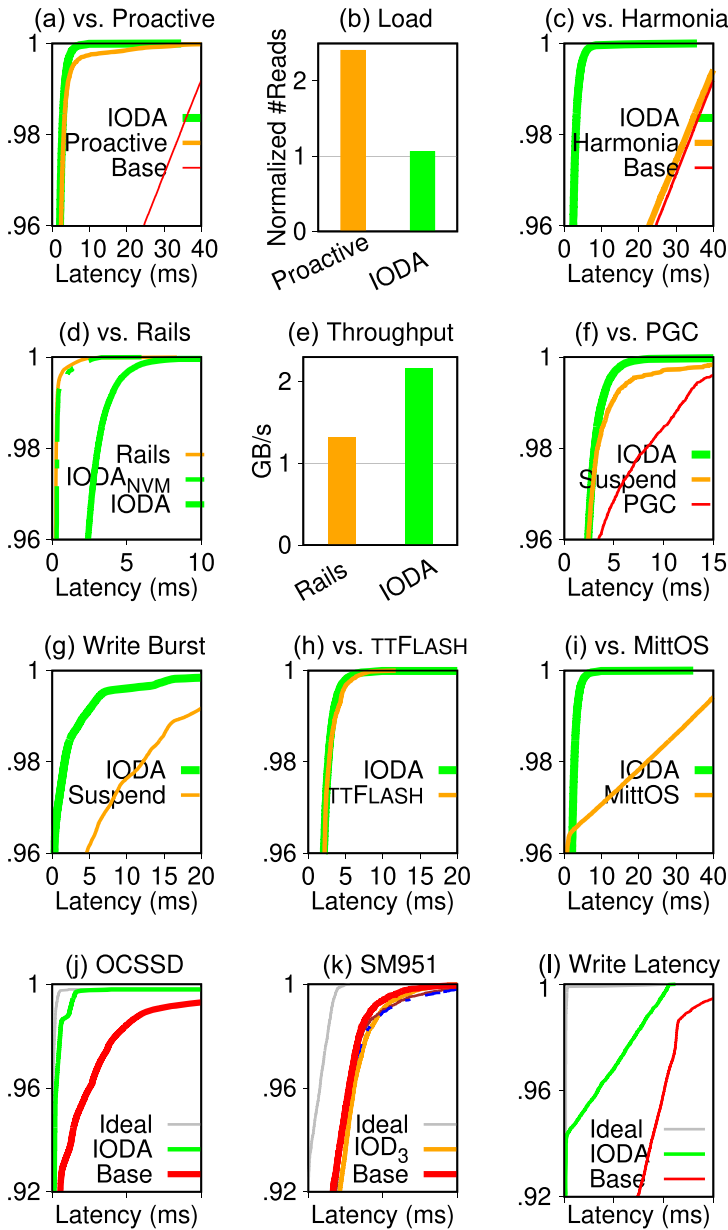 (a) vs. Proactive
1
.98
.96
IODA
Proactive
Base
0 10 20 30 40
Latency (ms)
(b) Load
Normalized #Reads
2
1
0
Proactive
IODA
(c) vs. Harmonia
1
.98
.96
IODA
Harmonia
Base
0 10 20 30 40
Latency (ms)
(d) vs. Rails
1
.98
.96
Rails
IODANVM
IODA
0 5 10
Latency (ms)
(e) Throughput
GB/s
2
1
0
Rails
IODA
(f) vs. PGC
1
.98
.96
IODA
Suspend
PGC
0 5 10 15
Latency (ms)
(g) Write Burst
1
.98
.96
IODA
Suspend
0 5 10 15 20
Latency (ms)
(h) vs. TTFLASH
1
.98
.96
IODA
TTFLASH
0 5 10 15 20
Latency (ms)
(i) vs. MittOS
1
.98
.96
IODA
MittOS
0 10 20 30 40
Latency (ms)
(j) OCSSD
1
.96
.92
Ideal
IODA
Base
Latency (ms)
(k) SM951
1
.96
.92
Ideal
IOD3
Base
Latency (ms)
(l) Write Latency
1
.96
.92
Ideal
IODA
Base
Latency (ms)